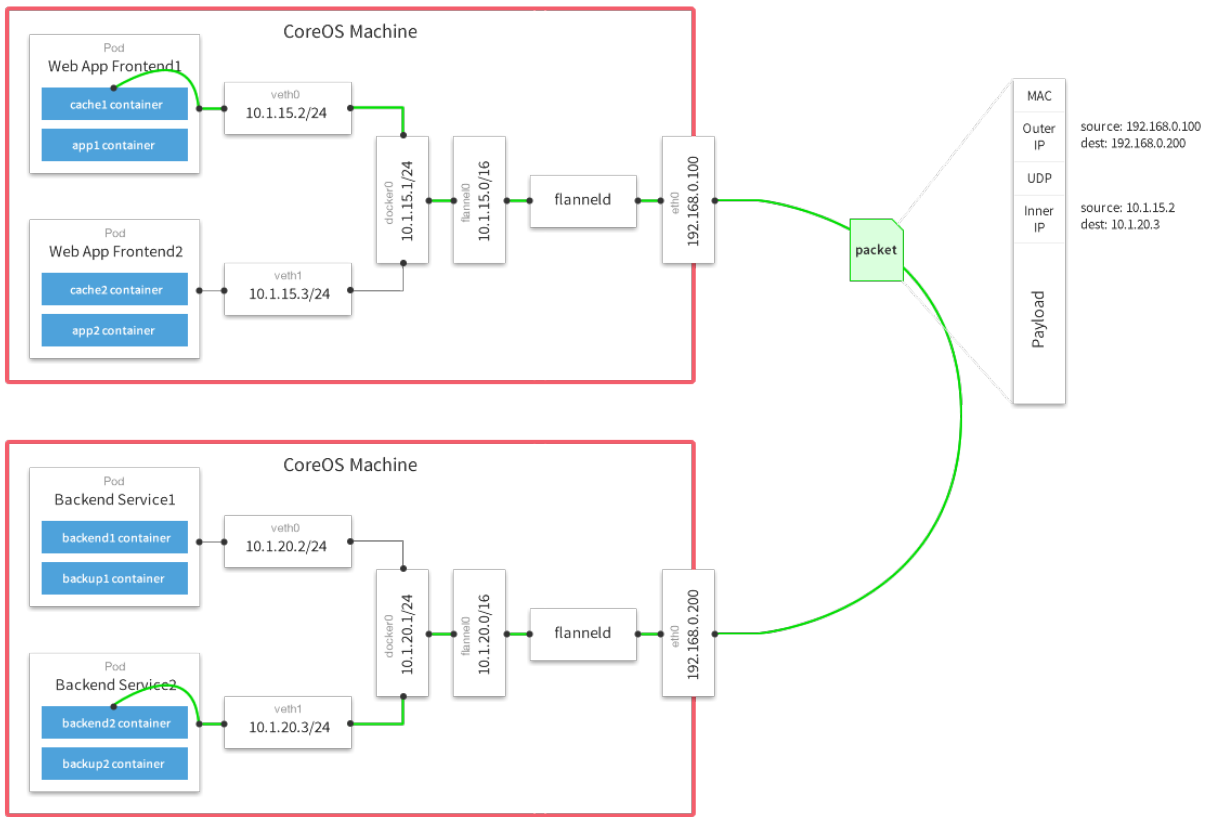 CoreOS Machine
Pod
Web App Frontend1
cache1 container
app1 container
veth0
10.1.15.2/24
Pod
Web App Frontend2
cache2 container
app2 container
veth1
10.1.15.3/24
docker0
10.1.15.1/24
flannel0
10.1.15.0/16
flanneld
eth0
192.168.0.100
packet
MAC
Outer
IP
source: 192.168.0.100
dest: 192.168.0.200
UDP
Inner
IP
source: 10.1.15.2
dest: 10.1.20.3
Payload
CoreOS Machine
Pod
Backend Service1
backend1 container
backup1 container
veth0
10.1.20.2/24
Pod
Backend Service2
backend2 container
backup2 container
veth1
10.1.20.3/24
docker0
10.1.20.1/24
flannel0
10.1.20.0/16
flanneld
eth0
192.168.0.200